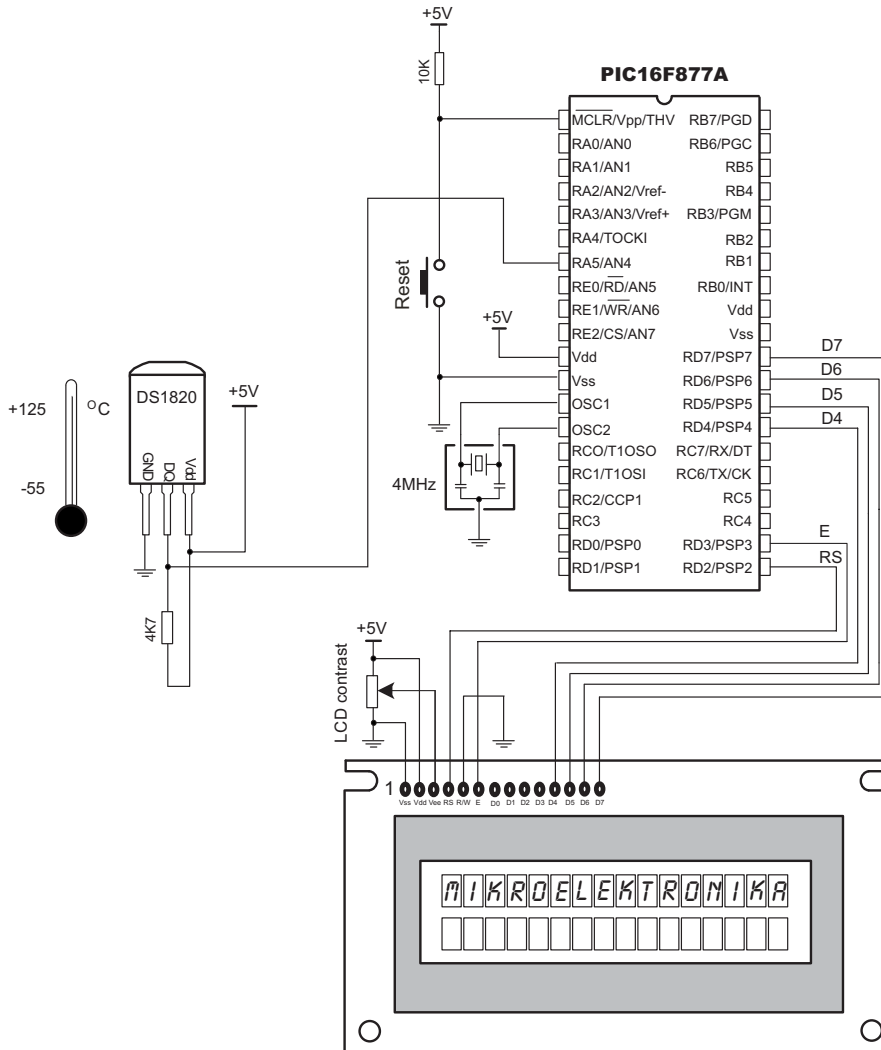 +5V
10K
PIC16F877A
MCLR/Vpp/THV RB7/PGD
RA0/AN0 RB6/PGC
RA1/AN1 RB5
RA2/AN2/Vref- RB4
RA3/AN3/Vref+ RB3/PGM
RA4/TOCKI RB2
RA5/AN4 RB1
RE0/RD/AN5 RB0/INT
RE1/WR/AN6 Vdd
RE2/CS/AN7 Vss
Vdd RD7/PSP7 D7
Vss RD6/PSP6 D6
OSC1 RD5/PSP5 D5
OSC2 RD4/PSP4 D4
RCO/T1OSO RC7/RX/DT
RC1/T1OSI RC6/TX/CK
RC2/CCP1 RC5
RC3 RC4
RD0/PSP0 RD3/PSP3 E
RD1/PSP1 RD2/PSP2 RS
Reset
+5V
4MHz
DS1820
+5V
+125 °C
-55
GND DQ Vdd
4K7
+5V
LCD contrast
1
Vss Vdd Vee RS R/W E D0 D1 D2 D3 D4 D5 D6 D7
MIKROELEKTRONIKA